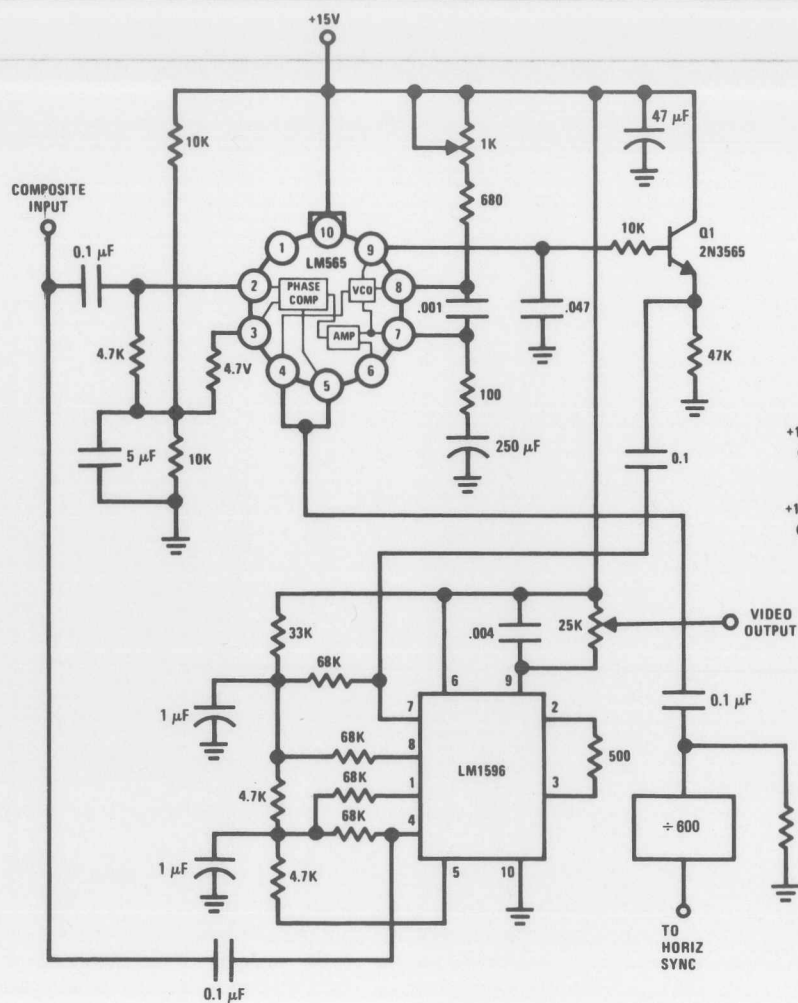 +15V
47 µF
10K
1K
COMPOSITE
INPUT
680
10K
Q1
2N3565
0.1 µF
10
LM565
1
9
2
PHASE
COMP
VCO
8
.001
.047
3
AMP
7
4.7K
4.7V
4
5
6
100
47K
5 µF
10K
250 µF
0.1
+1
+1
33K
.004
25K
VIDEO
OUTPUT
68K
6
9
0.1 µF
1 µF
7
2
68K
8
LM1596
500
68K
1
4.7K
68K
4
3
÷600
1 µF
4.7K
5
10
TO
HORIZ
SYNC
0.1 µF